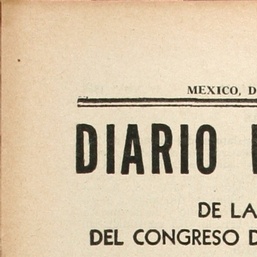 MEXICO, D
DIARIO
DE LA
DEL CONGRESO D